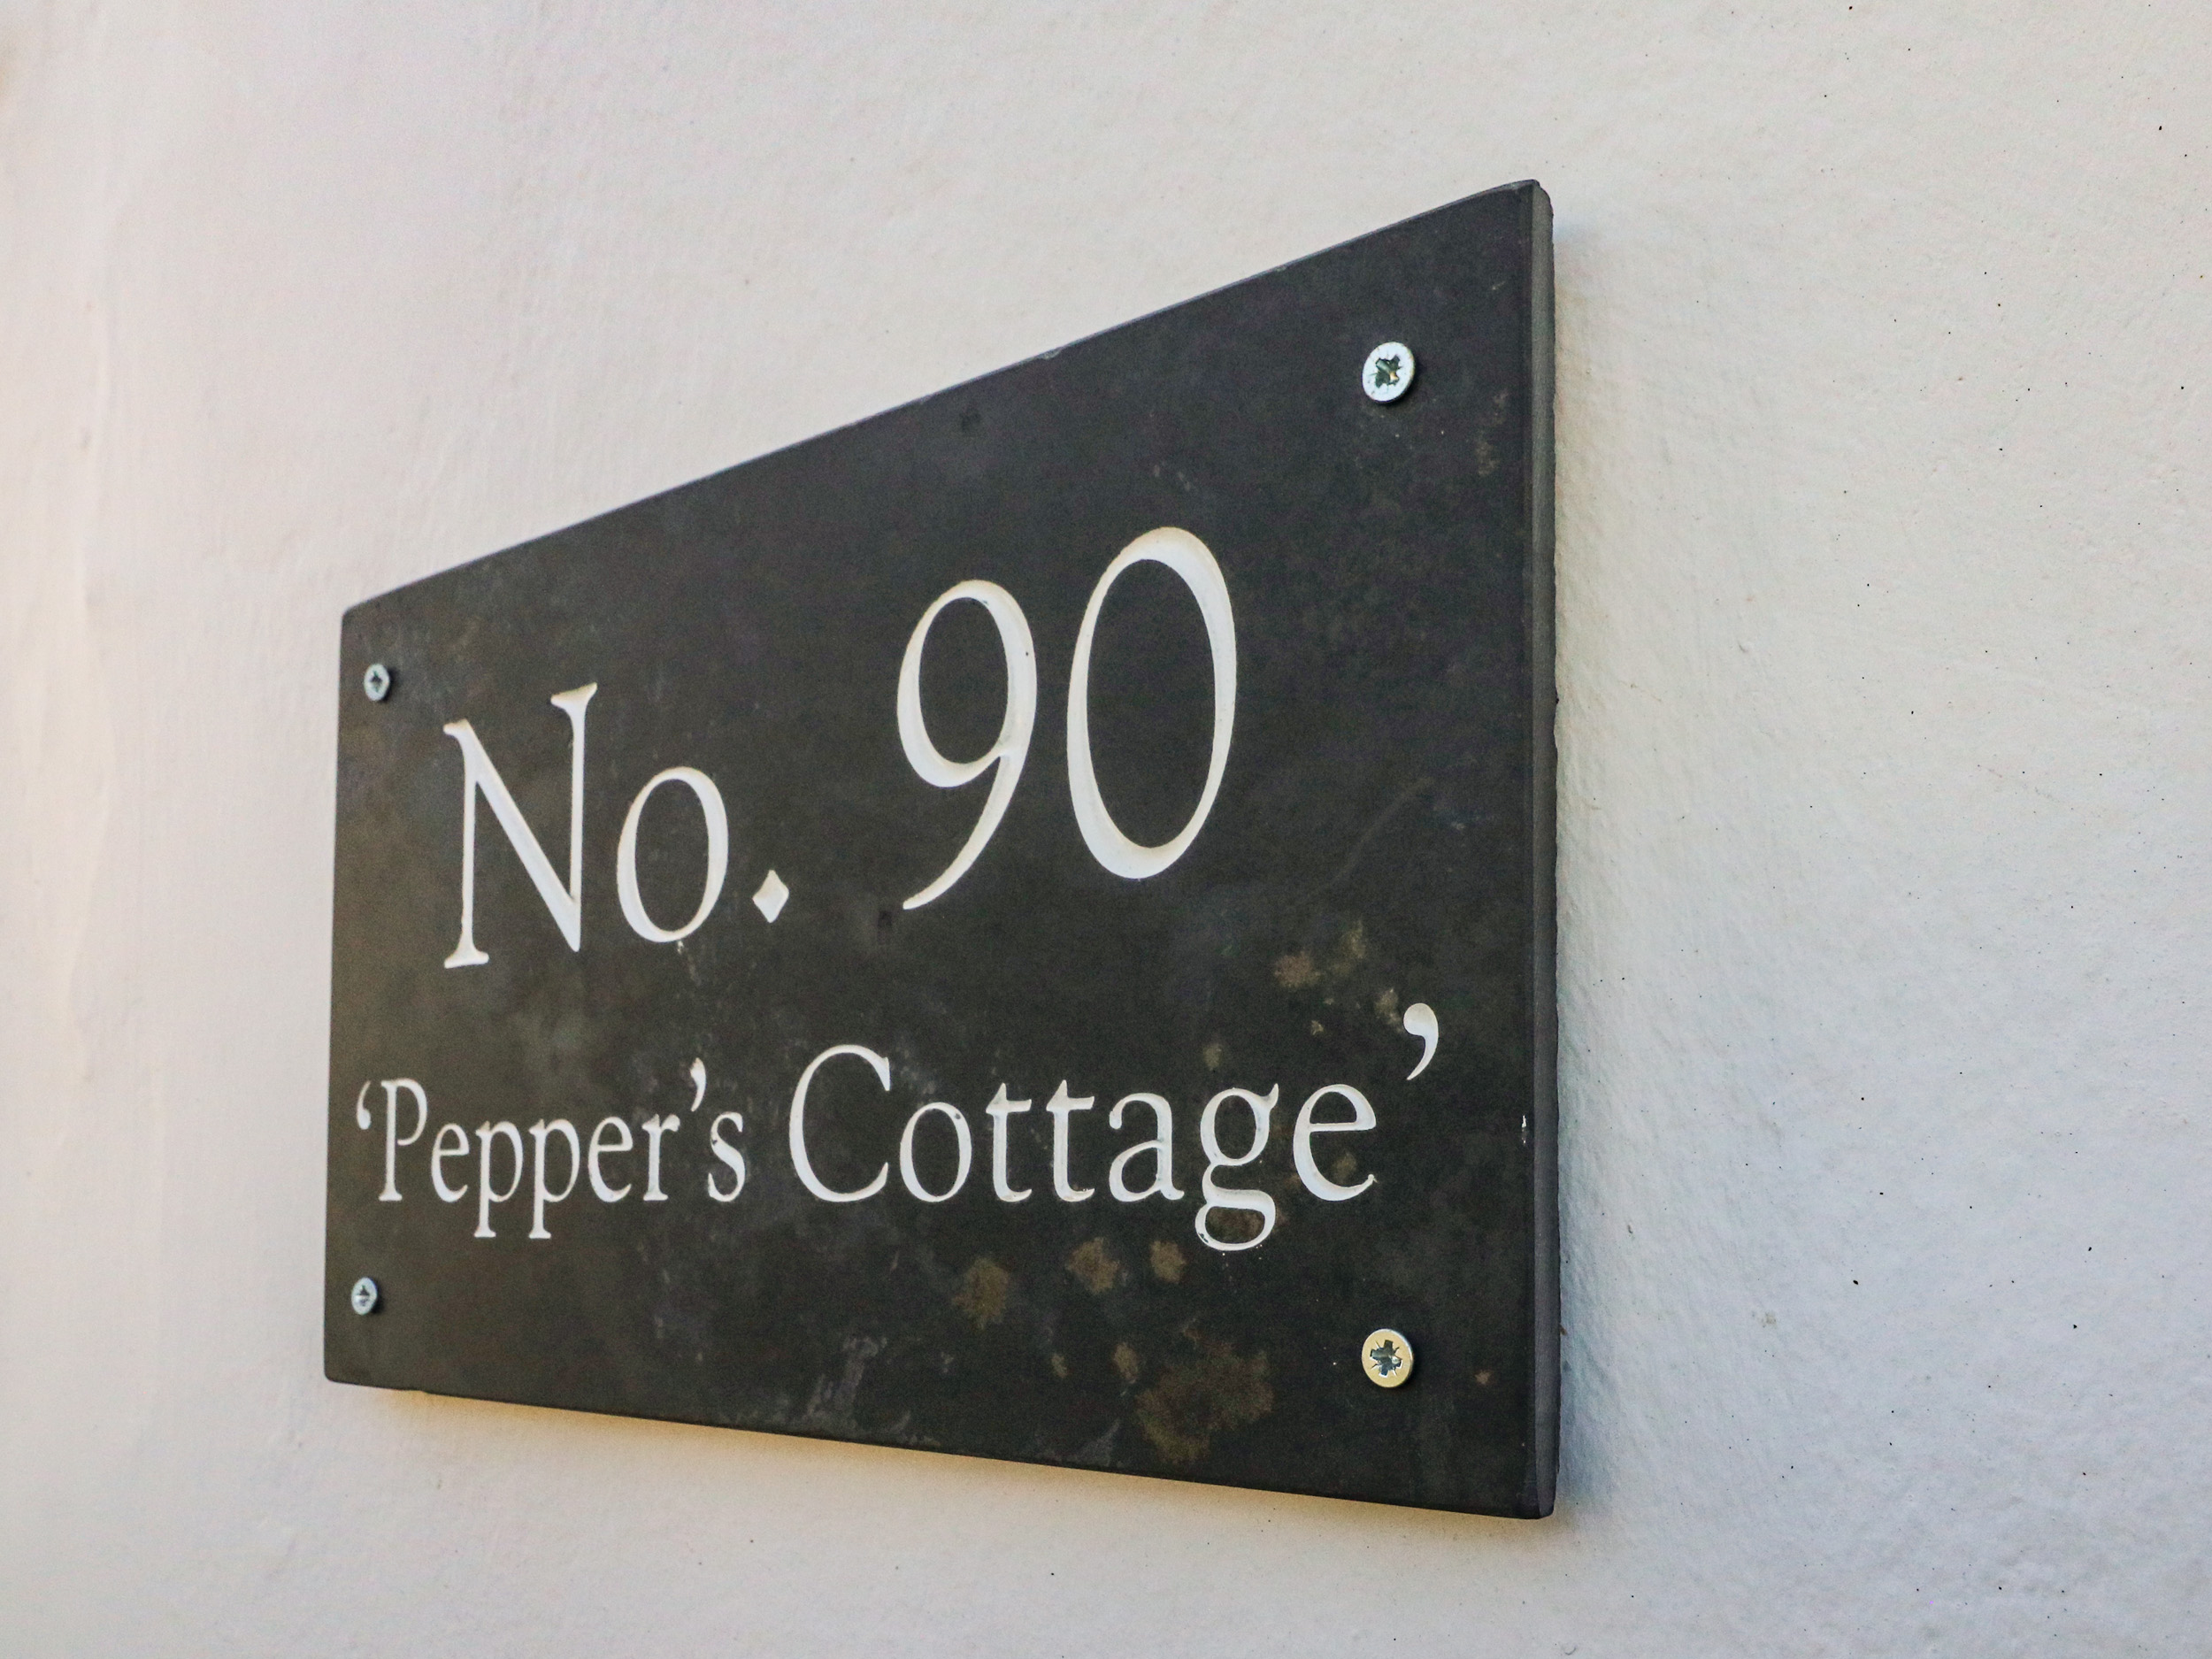 No. 90
‘Pepper’s Cottage’